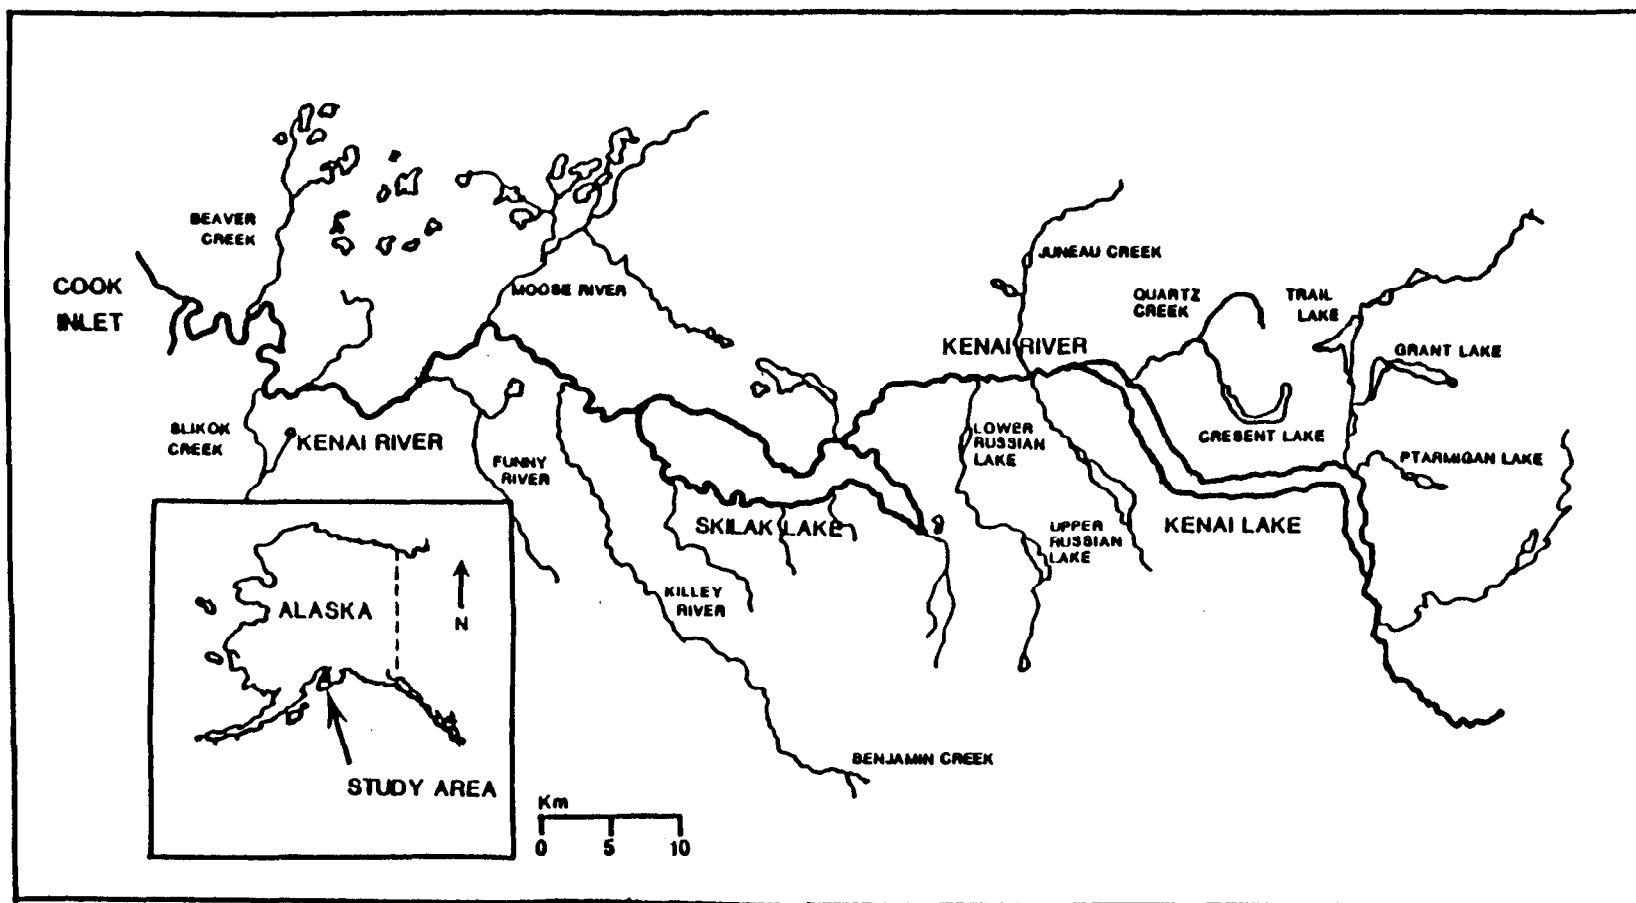 BEAVER
CREEK
COOK
INLET
MOOSE RIVER
JUNEAU CREEK
QUARTZ
CREEK
TRAIL
LAKE
KENAI RIVER
GRANT LAKE
SLIKOK
CREEK
KENAI RIVER
FUNNY
RIVER
LOWER
RUSSIAN
LAKE
CRESENT LAKE
PTARMIGAN LAKE
SKILAK LAKE
UPPER
RUSSIAN
LAKE
KENAI LAKE
KILLEY
RIVER
BENJAMIN CREEK
ALASKA
N
STUDY AREA
Km
0 5 10